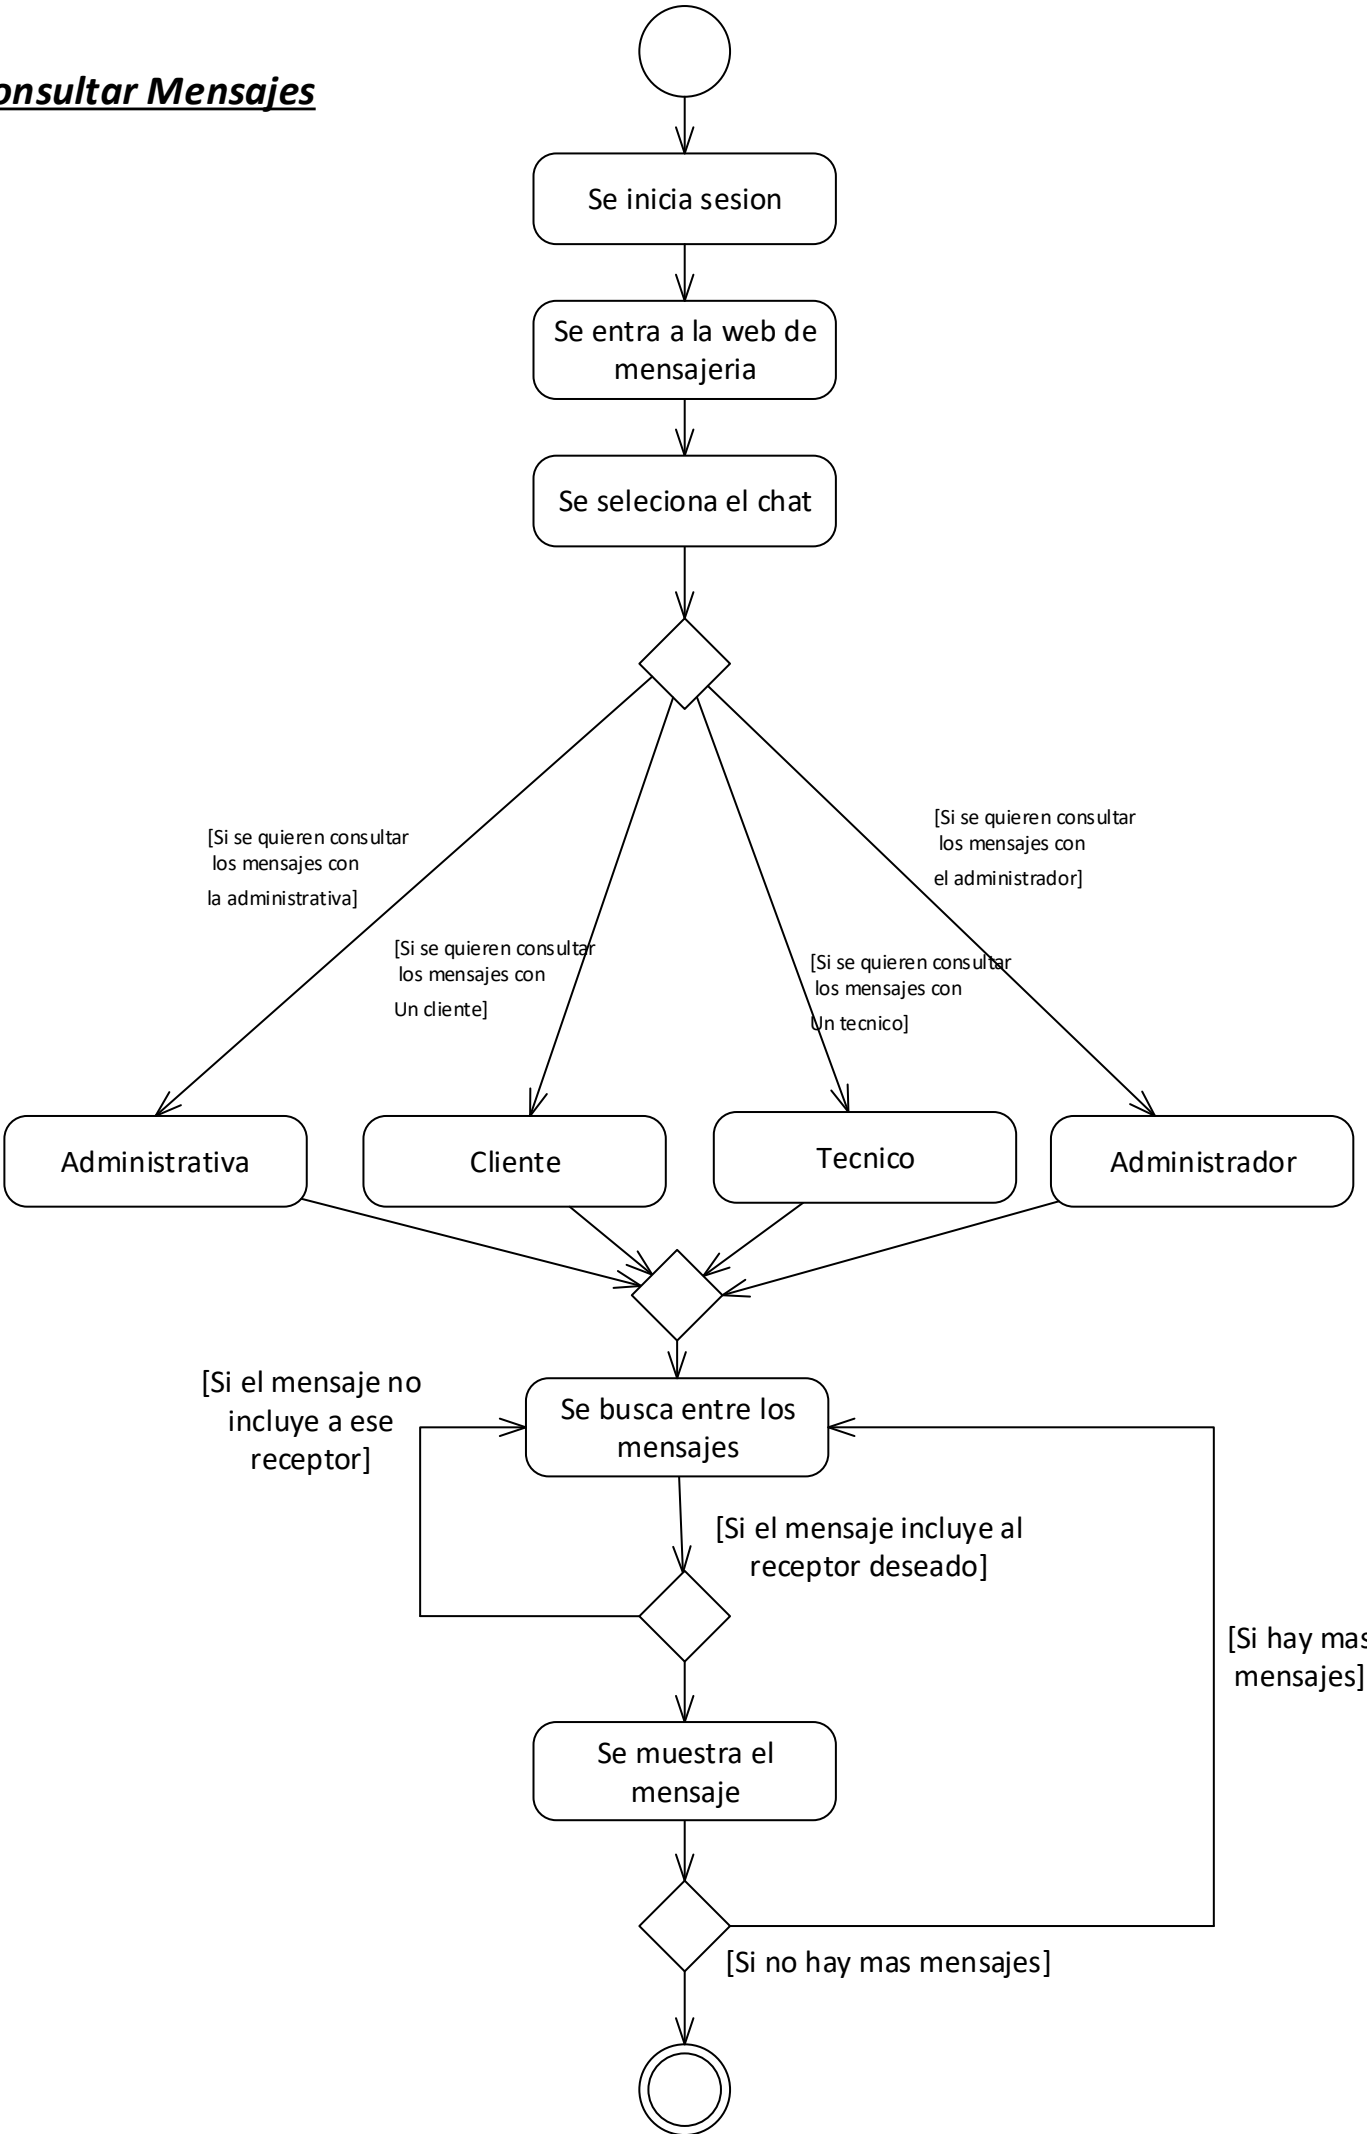 onsultar Mensajes
Se inicia sesion
Se entra a la web de
mensajeria
Se seleciona el chat
[Si se quieren consultar
los mensajes con
la administrativa]
[Si se quieren consultar
los mensajes con
Un cliente]
[Si se quieren consultar
los mensajes con
Un tecnico]
[Si se quieren consultar
los mensajes con
el administrador]
Administrativa
Cliente
Tecnico
Administrador
[Si el mensaje no
incluye a ese
receptor]
Se busca entre los
mensajes
[Si el mensaje incluye al
receptor deseado]
[Si hay mas
mensajes]
Se muestra el
mensaje
[Si no hay mas mensajes]